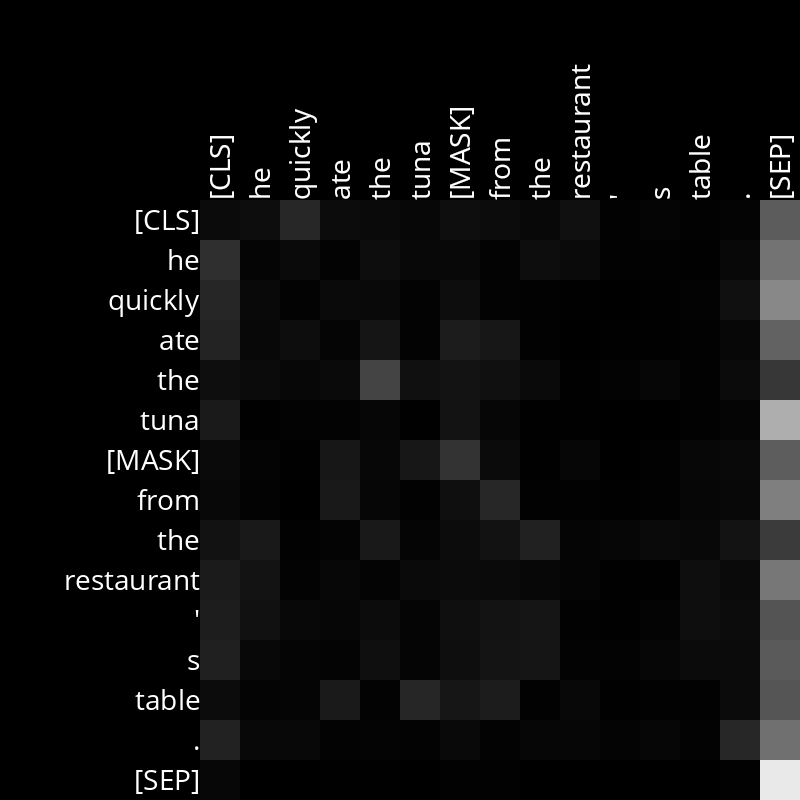 [CLS] he quickly ate the tuna [MASK] from the restaurant ' s table . [SEP]
[CLS]
he
quickly
ate
the
tuna
[MASK]
from
the
restaurant
'
s
table
.
[SEP]